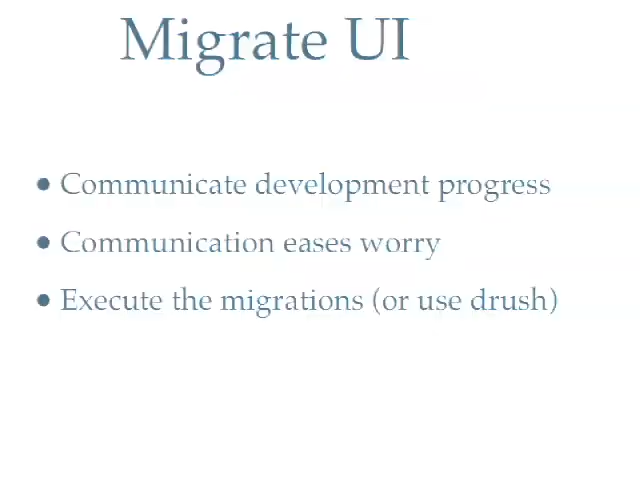 Migrate UI
• Communicate development progress
• Communication eases worry
• Execute the migrations (or use drush)